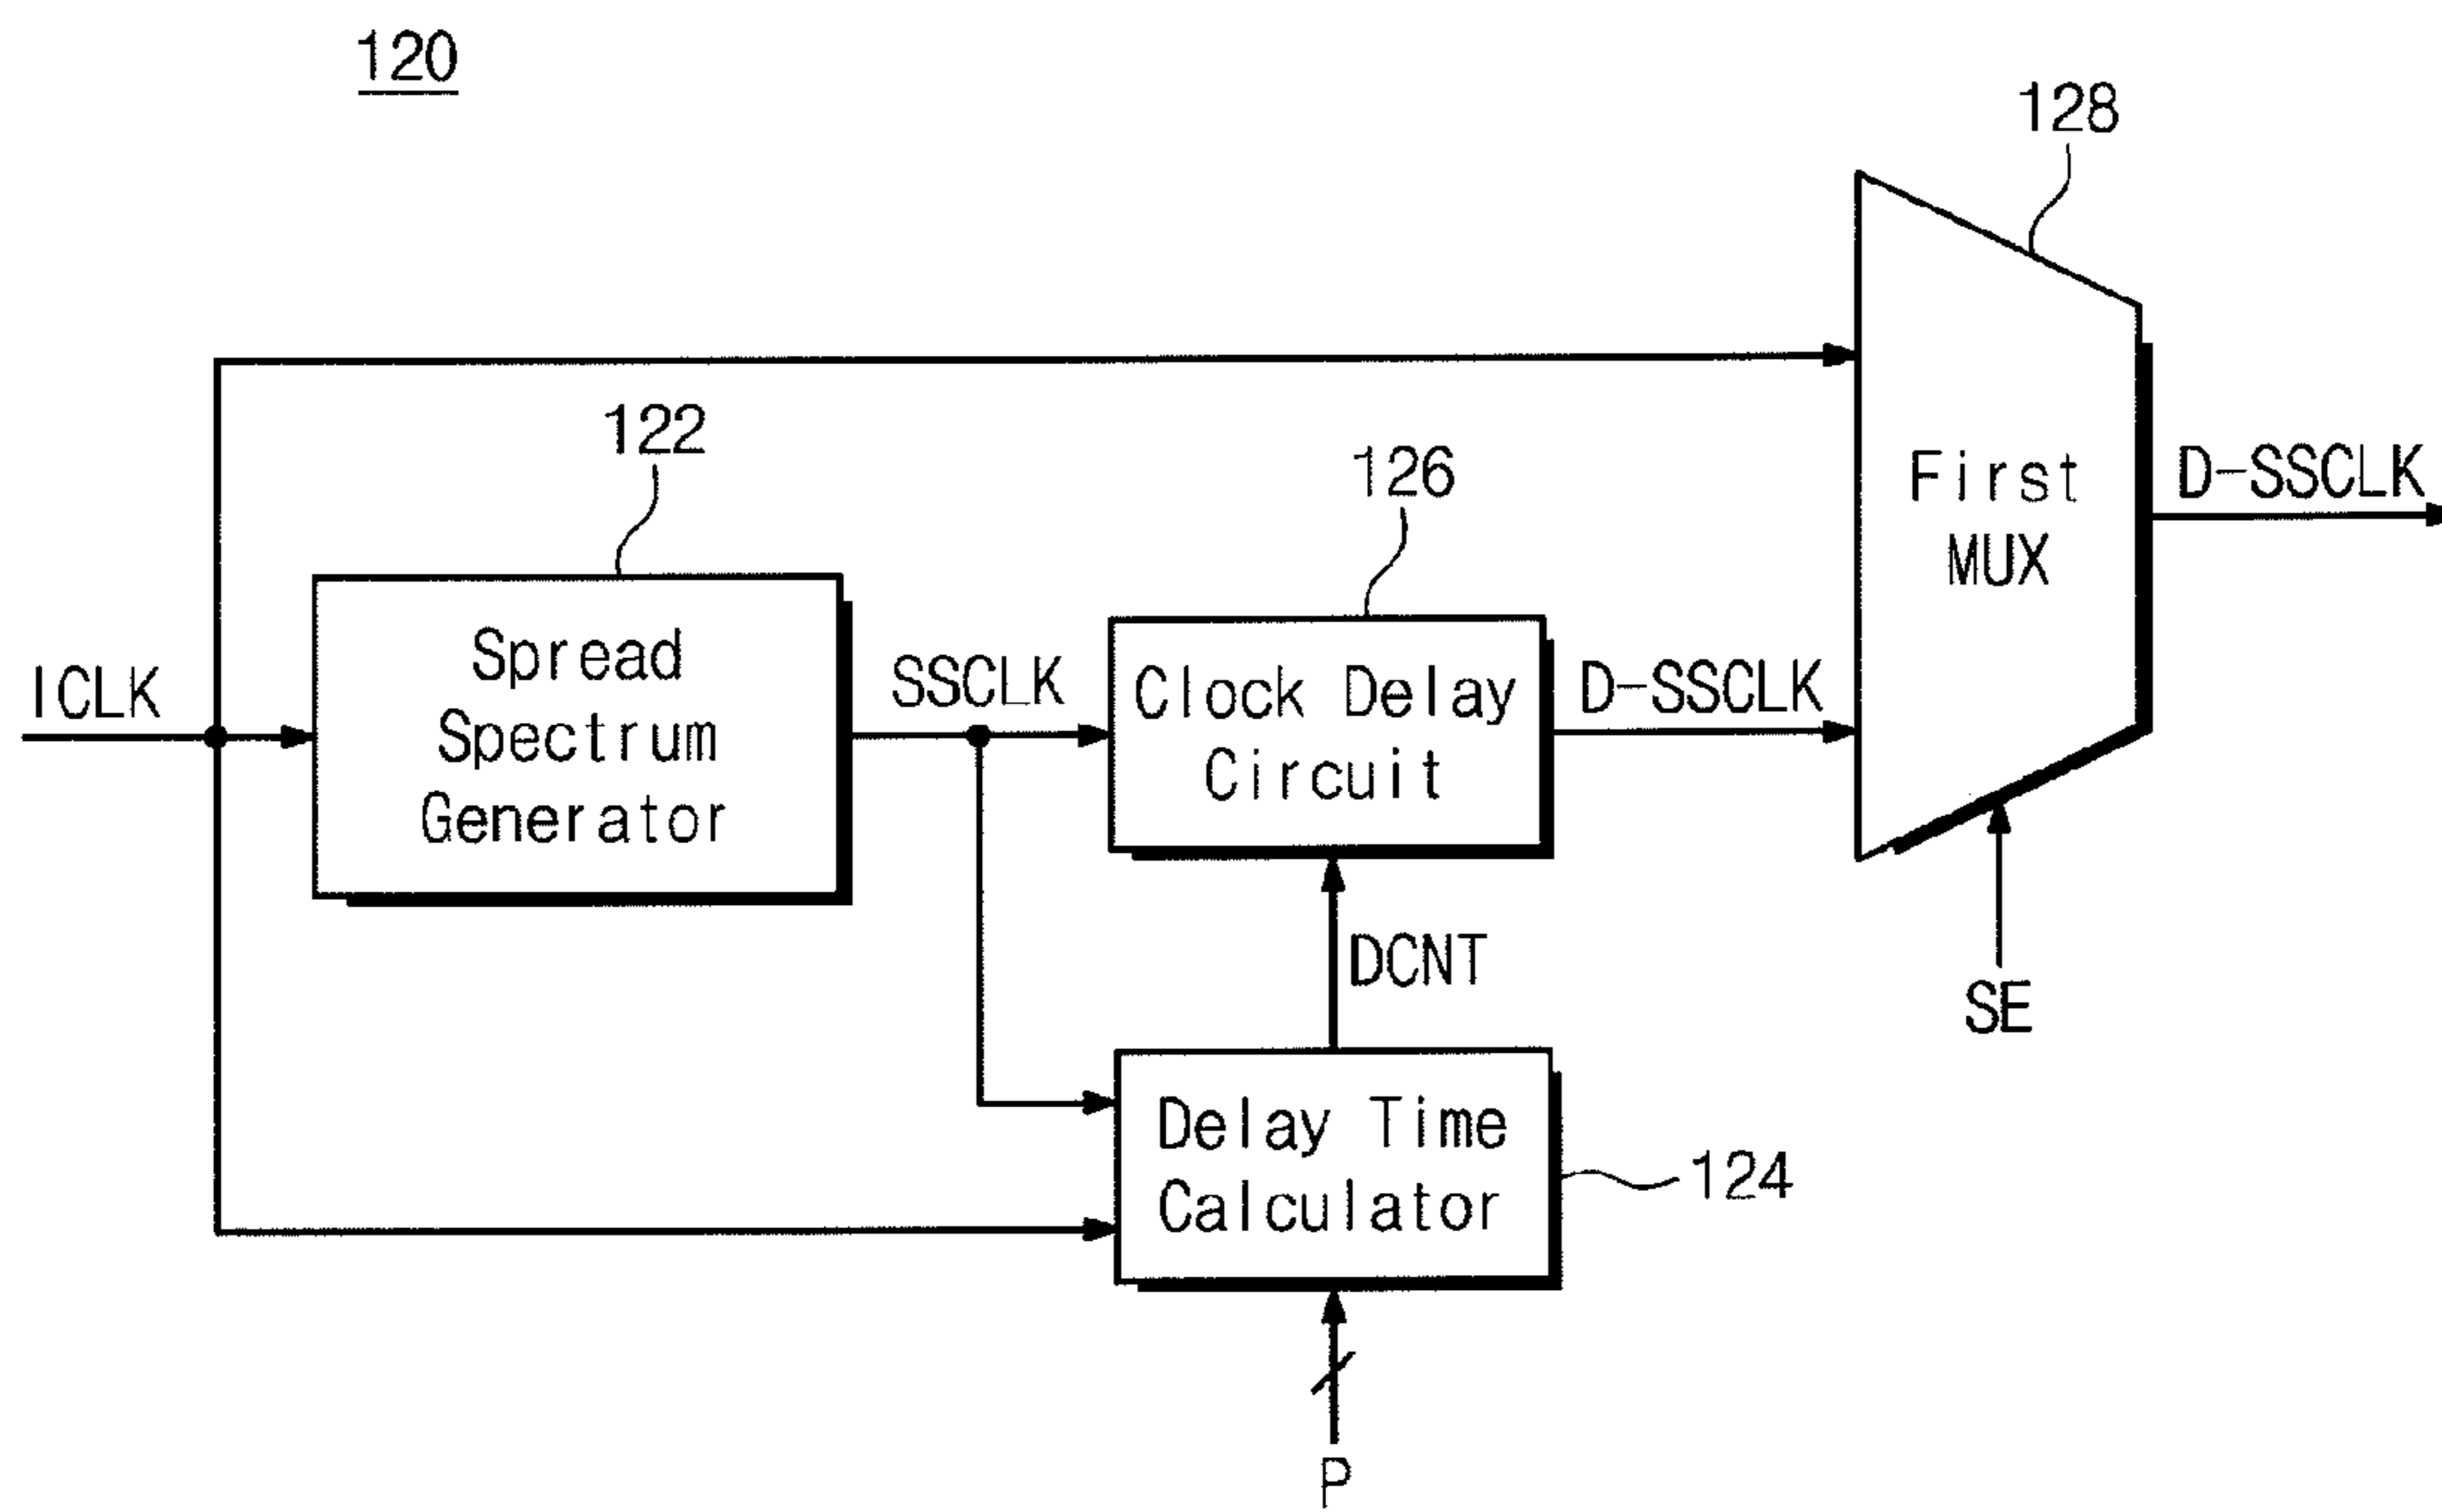 120
128
122
126
First
MUX
D-SSCLK
ICLK
Spread
Spectrum
Generator
SSCLK
Clock Delay
Circuit
D-SSCLK
DCNT
SE
Delay Time
Calculator
124
P